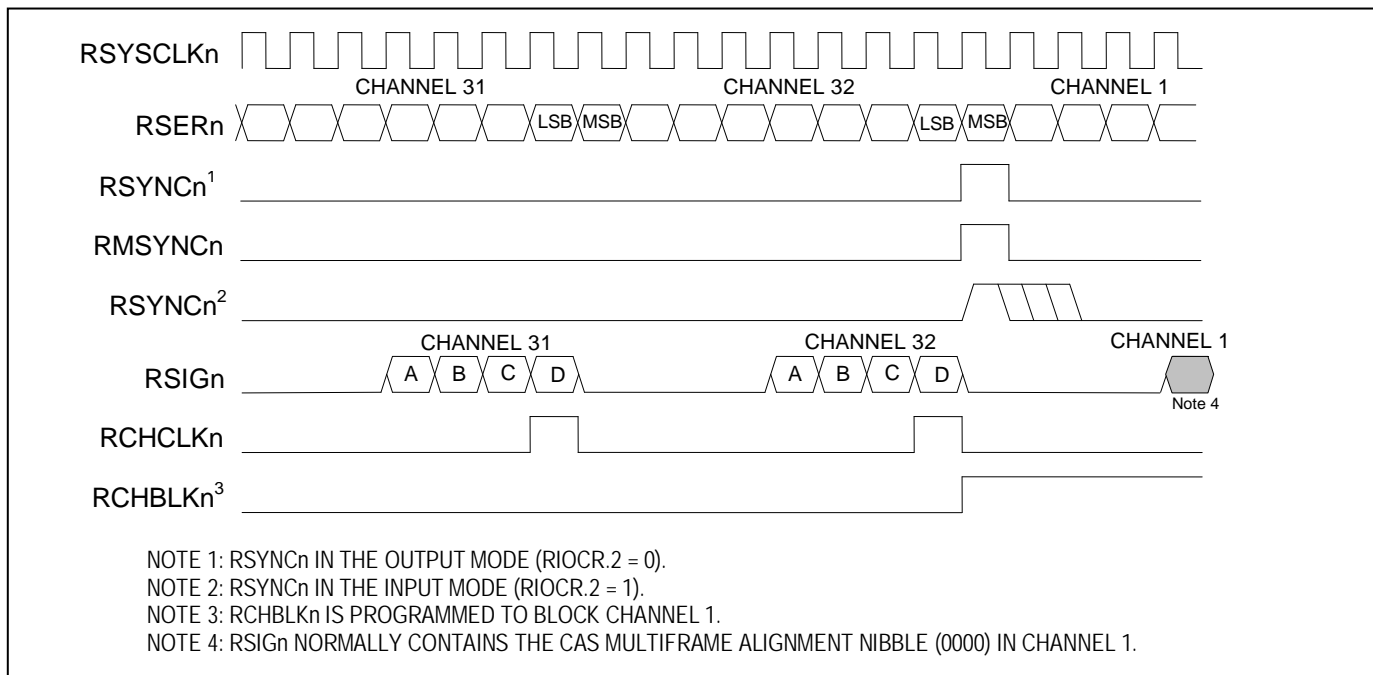 RSYSCLKn
CHANNEL 31 CHANNEL 32 CHANNEL 1
RSERn LSB MSB LSB MSB
RSYNCn1
RMSYNCn
RSYNCn2
CHANNEL 31 CHANNEL 32 CHANNEL 1
RSIGn A B C D A B C D
Note 4
RCHCLKn
RCHBLKn3
NOTE 1: RSYNCn IN THE OUTPUT MODE (RIOCR.2 = 0).
NOTE 2: RSYNCn IN THE INPUT MODE (RIOCR.2 = 1).
NOTE 3: RCHBLKn IS PROGRAMMED TO BLOCK CHANNEL 1.
NOTE 4: RSIGn NORMALLY CONTAINS THE CAS MULTIFRAME ALIGNMENT NIBBLE (0000) IN CHANNEL 1.